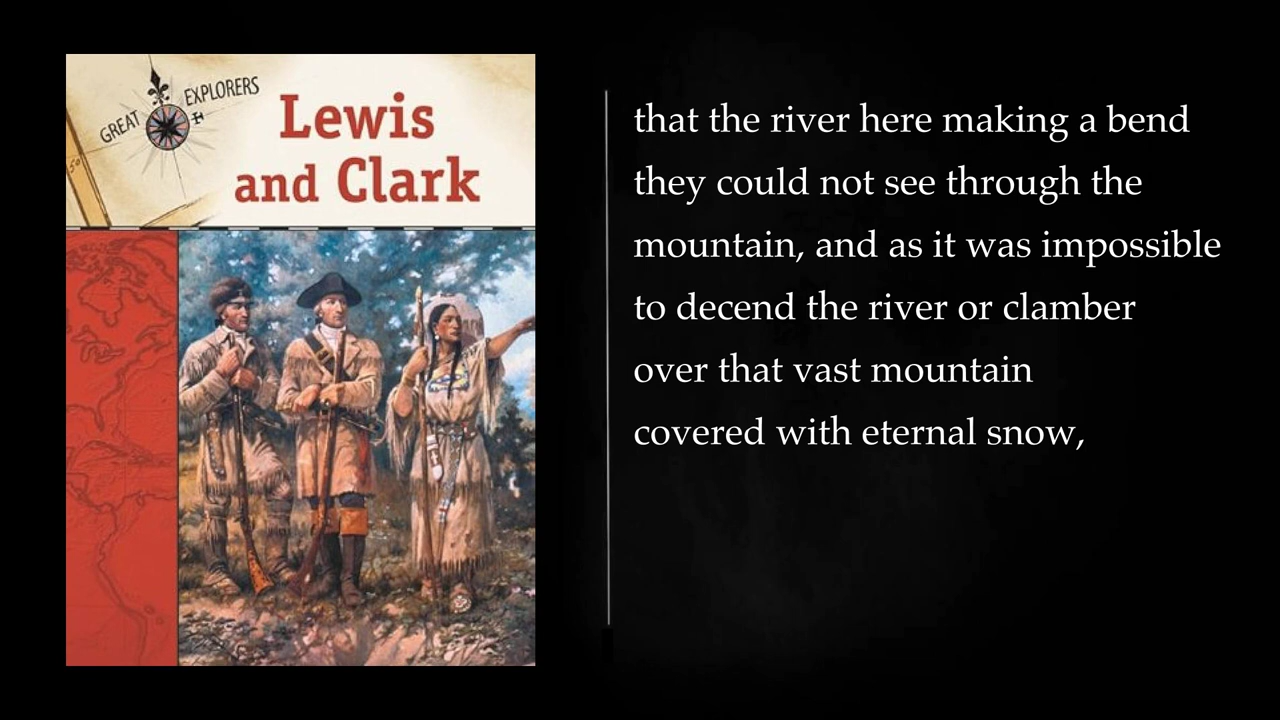 GREAT EXPLORERS
Lewis
and Clark
50
that the river here making a bend
they could not see through the
mountain, and as it was impossible
to decend the river or clamber
over that vast mountain
covered with eternal snow,